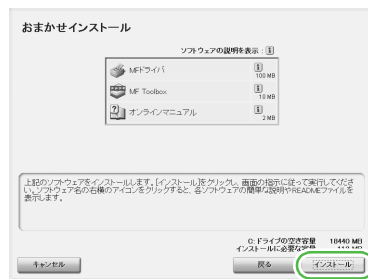 おまかせインストール
ソフトウェアの説明を表示：i
MFドライバ
i
100 MB
MF Toolbox
i
10 MB
オンラインマニュアル
i
2 MB
上記のソフトウェアをインストールします。[インストール]をクリックし、画面の指示に従って実行してくださ
い。ソフトウェア名の右横のアイコンをクリックすると、各ソフトウェアの簡単な説明やREADMEファイルを
表示します。
C: ドライブの空き容量 18440 MB
インストールに必要な容量 112 MB
キャンセル
戻る
インストール